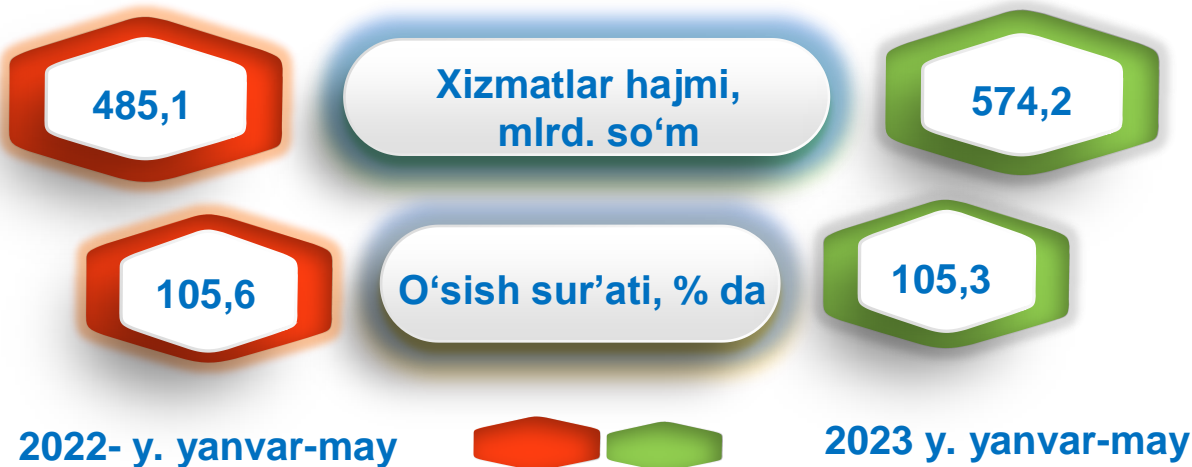 485,1
Xizmatlar hajmi,
mlrd. so‘m
574,2
105,6
O‘sish sur’ati, % da
105,3
2022- y. yanvar-may
2023 y. yanvar-may